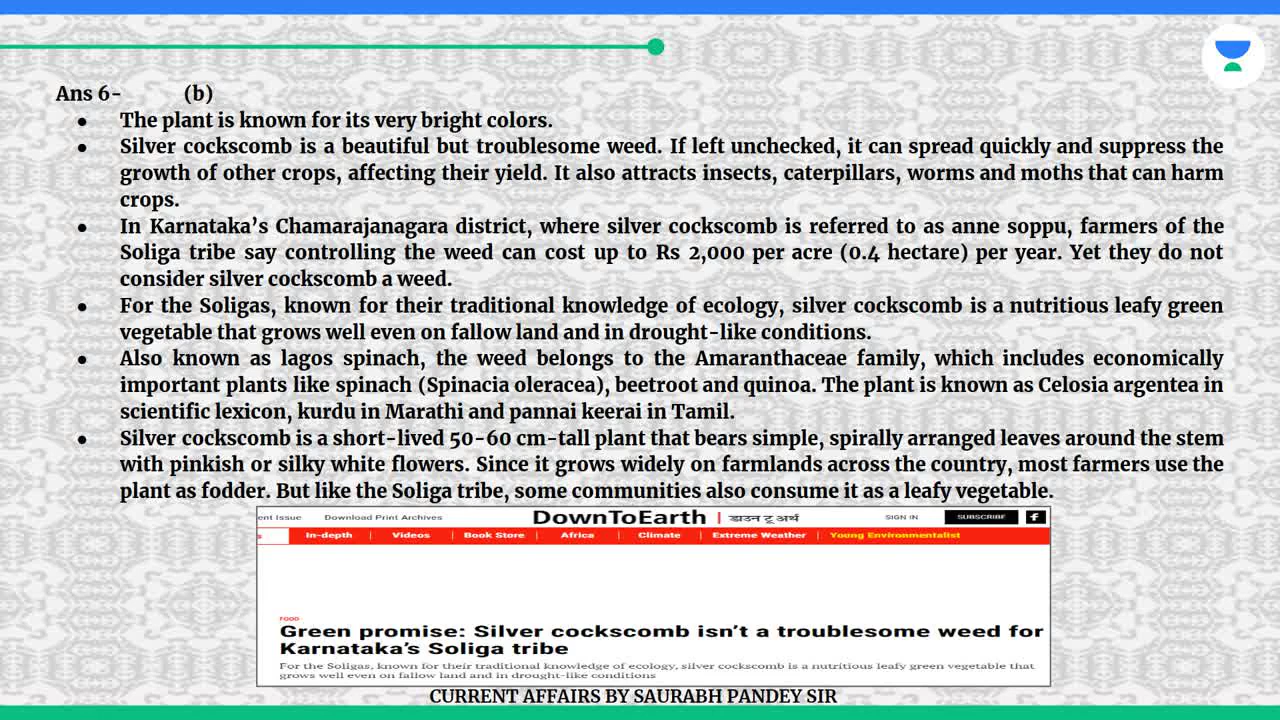 Ans 6- (b)
● The plant is known for its very bright colors.
● Silver cockscomb is a beautiful but troublesome weed. If left unchecked, it can spread quickly and suppress the
growth of other crops, affecting their yield. It also attracts insects, caterpillars, worms and moths that can harm
crops.
● In Karnataka’s Chamarajanagara district, where silver cockscomb is referred to as anne soppu, farmers of the
Soliga tribe say controlling the weed can cost up to Rs 2,000 per acre (0.4 hectare) per year. Yet they do not
consider silver cockscomb a weed.
● For the Soligas, known for their traditional knowledge of ecology, silver cockscomb is a nutritious leafy green
vegetable that grows well even on fallow land and in drought-like conditions.
● Also known as lagos spinach, the weed belongs to the Amaranthaceae family, which includes economically
important plants like spinach (Spinacia oleracea), beetroot and quinoa. The plant is known as Celosia argentea in
scientific lexicon, kurdu in Marathi and pannai keerai in Tamil.
● Silver cockscomb is a short-lived 50-60 cm-tall plant that bears simple, spirally arranged leaves around the stem
with pinkish or silky white flowers. Since it grows widely on farmlands across the country, most farmers use the
plant as fodder. But like the Soliga tribe, some communities also consume it as a leafy vegetable.
ent Issue Download Print Archives DownToEarth | डाउन टू अर्थ SIGN IN SUBSCRIBE f
s In-depth | Videos | Book Store | Africa | Climate | Extreme Weather | Young Environmentalist
FOOD
Green promise: Silver cockscomb isn’t a troublesome weed for
Karnataka’s Soliga tribe
For the Soligas, known for their traditional knowledge of ecology, silver cockscomb is a nutritious leafy green vegetable that
grows well even on fallow land and in drought-like conditions
CURRENT AFFAIRS BY SAURABH PANDEY SIR